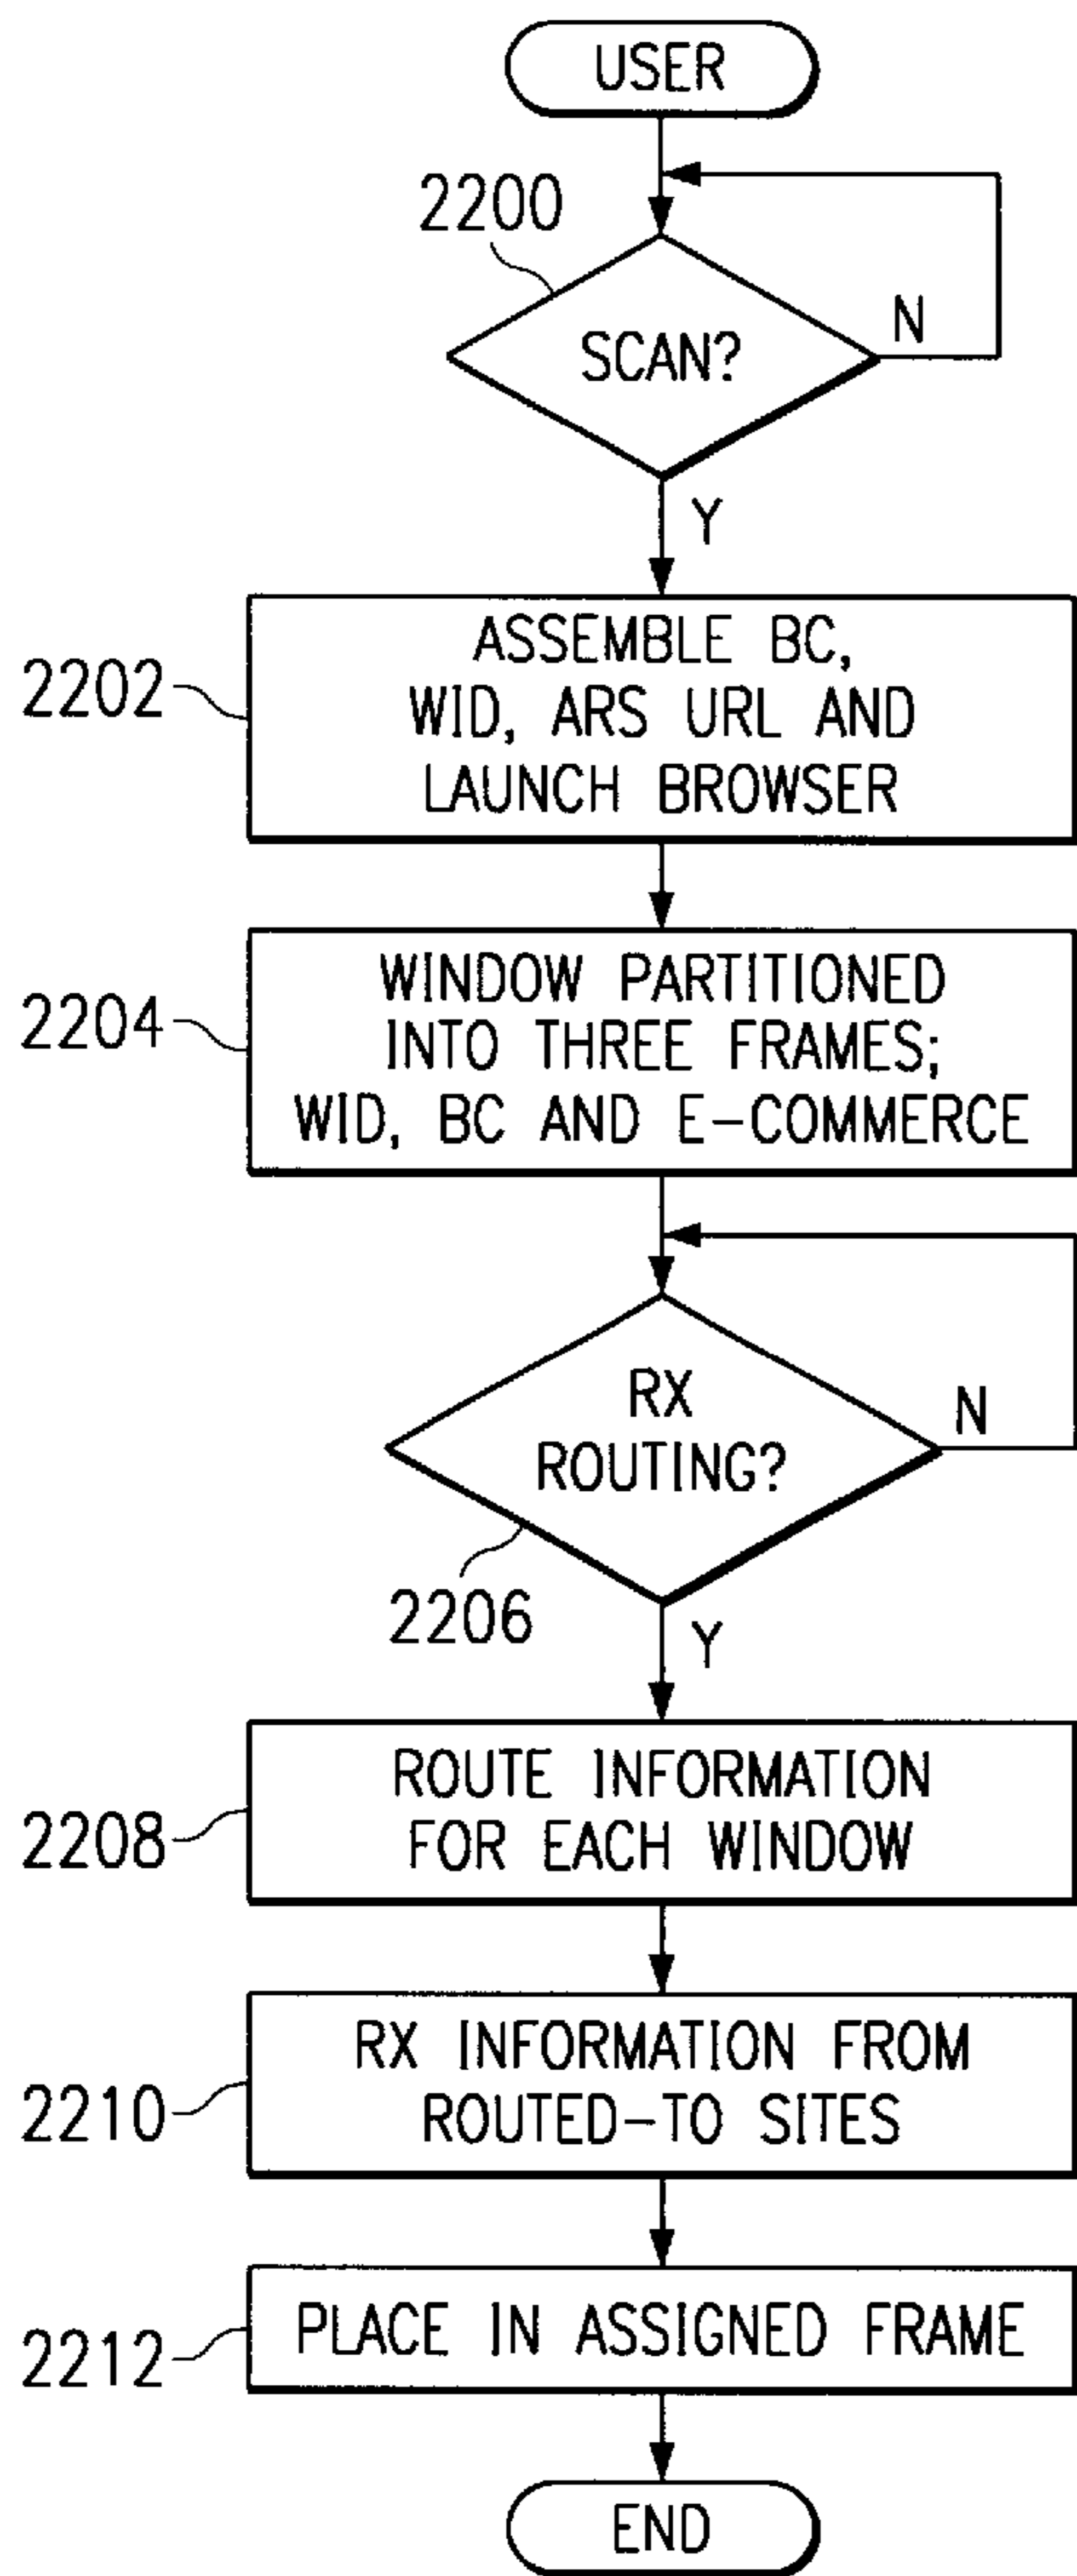 USER
2200
SCAN?
N
Y
2202
ASSEMBLE BC,
WID, ARS URL AND
LAUNCH BROWSER
2204
WINDOW PARTITIONED
INTO THREE FRAMES;
WID, BC AND E-COMMERCE
RX
ROUTING?
N
2206
Y
2208
ROUTE INFORMATION
FOR EACH WINDOW
2210
RX INFORMATION FROM
ROUTED-TO SITES
2212
PLACE IN ASSIGNED FRAME
END